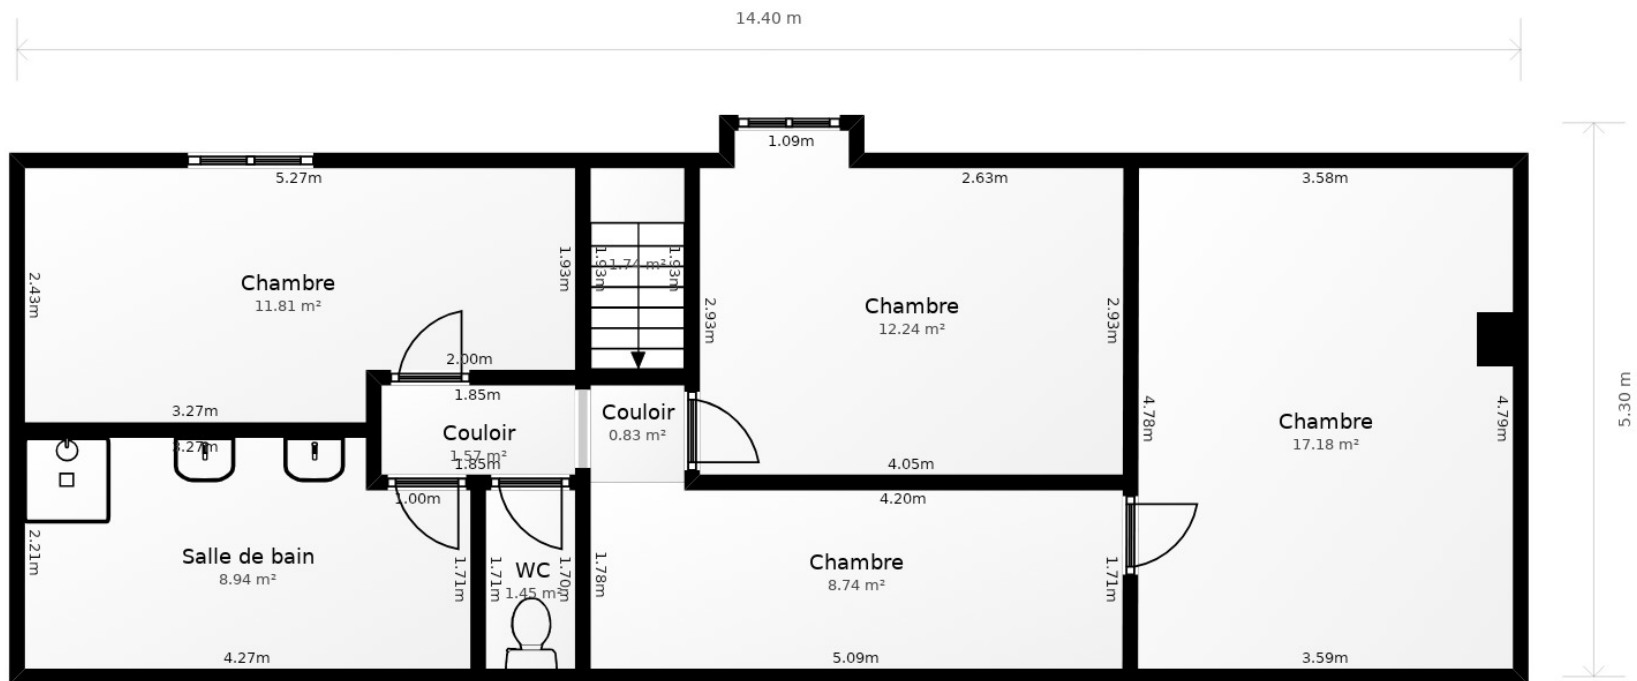 14.40 m
1.09m
5.27m
2.63m
3.58m
2.43m
Chambre
11.81 m²
1.93m
1.93m
1.74 m²
1.93m
2.93m
Chambre
12.24 m²
2.93m
2.00m
1.85m
3.27m
3.27m
Couloir
1.57 m²
1.85m
Couloir
0.83 m²
4.05m
4.78m
Chambre
17.18 m²
4.79m
5.30 m
1.00m
4.20m
2.21m
Salle de bain
8.94 m²
1.71m
1.71m
WC
1.45 m²
1.70m
1.78m
Chambre
8.74 m²
1.71m
4.27m
5.09m
3.59m